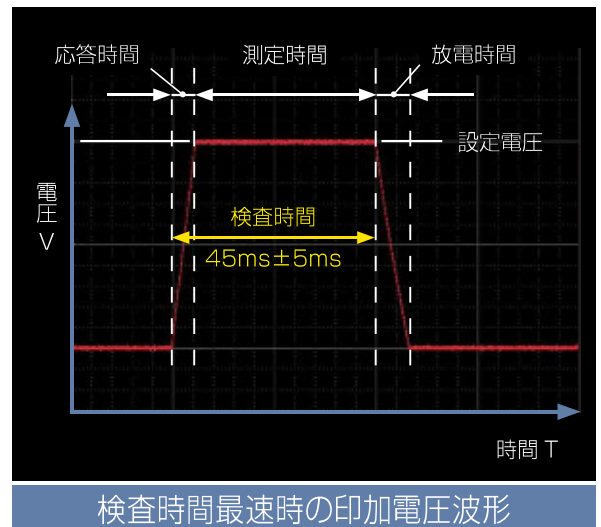 応答時間
測定時間
放電時間
設定電圧
電圧
V
検査時間
45ms±5ms
時間 T
検査時間最速時の印加電圧波形